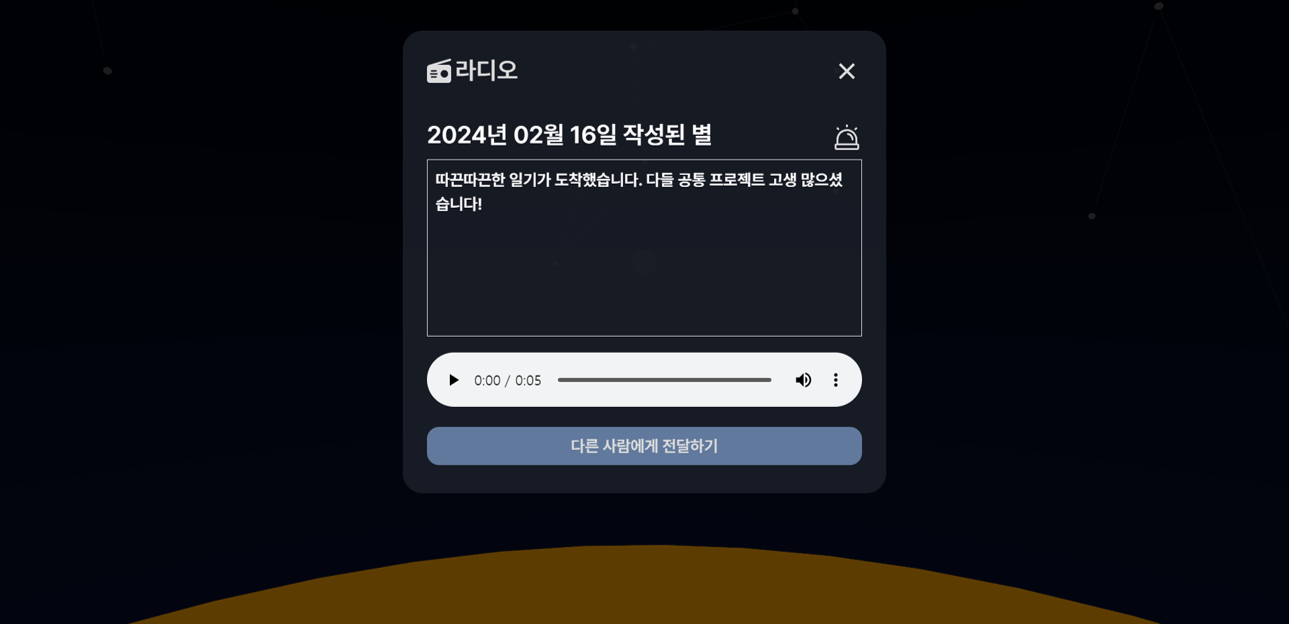 라디오
2024년 02월 16일 작성된 별
따끈따끈한 일기가 도착했습니다. 다들 공통 프로젝트 고생 많으셨
습니다!
0:00 / 0:05
다른 사람에게 전달하기